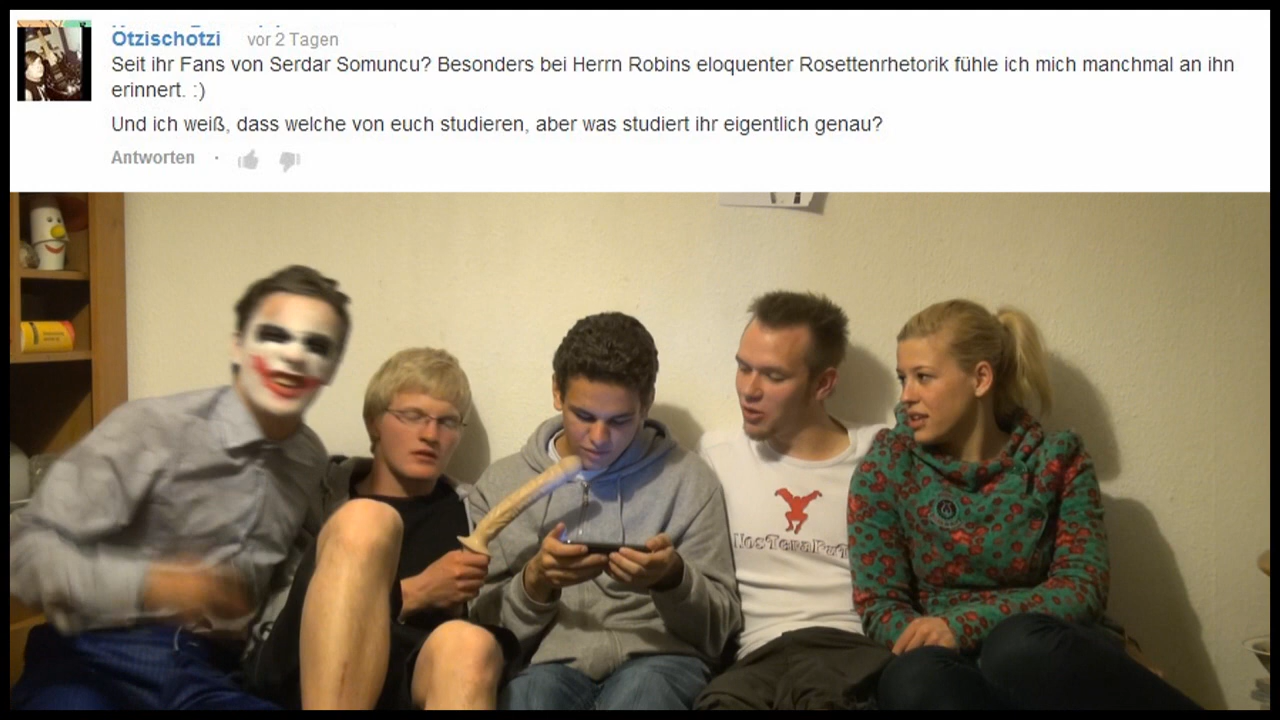 Ötzischotzi vor 2 Tagen
Seit ihr Fans von Serdar Somuncu? Besonders bei Herrn Robins eloquenter Rosettenrhetorik fühle ich mich manchmal an ihn
erinnert. :)
Und ich weiß, dass welche von euch studieren, aber was studiert ihr eigentlich genau?
Antworten ·